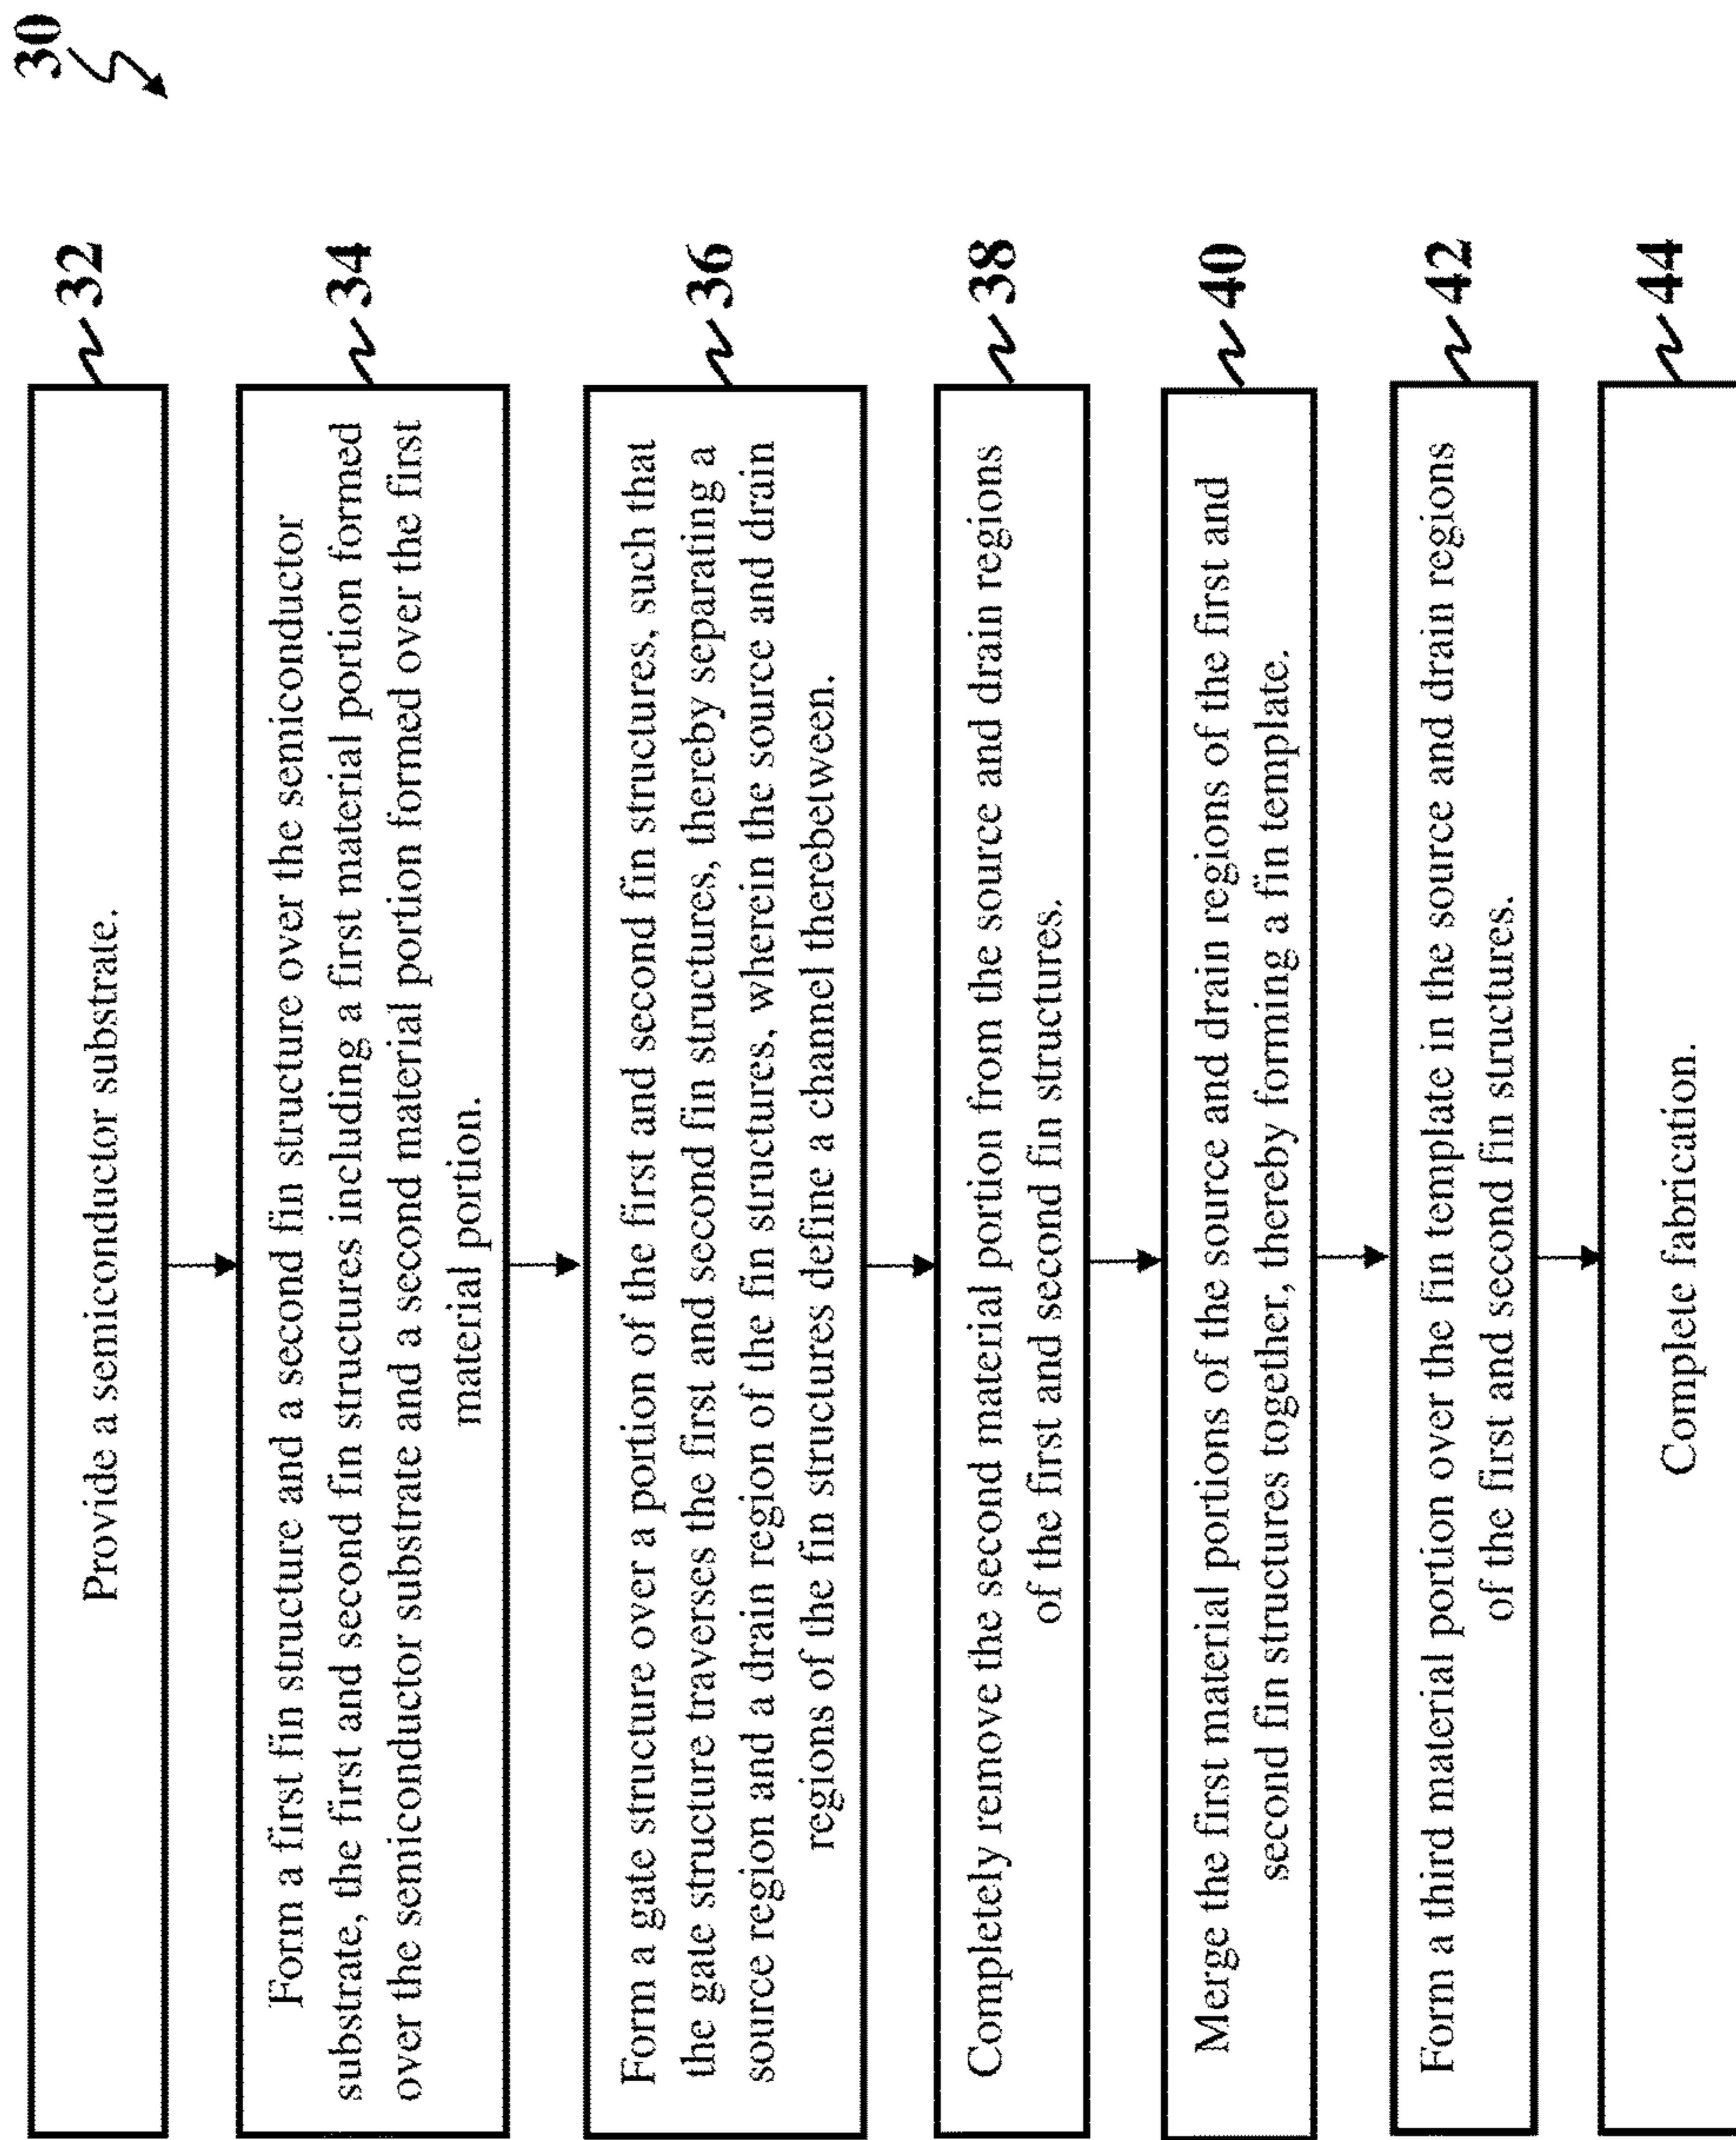 30
Provide a semiconductor substrate.
32
Form a first fin structure and a second fin structure over the semiconductor
substrate, the first and second fin structures including a first material portion formed
over the semiconductor substrate and a second material portion formed over the first
material portion.
34
Form a gate structure over a portion of the first and second fin structures, such that
the gate structure traverses the first and second fin structures, thereby separating a
source region and a drain region of the fin structures, wherein the source and drain
regions of the fin structures define a channel therebetween.
36
Completely remove the second material portion from the source and drain regions
of the first and second fin structures.
38
Merge the first material portions of the source and drain regions of the first and
second fin structures together, thereby forming a fin template.
40
Form a third material portion over the fin template in the source and drain regions
of the first and second fin structures.
42
Complete fabrication.
44